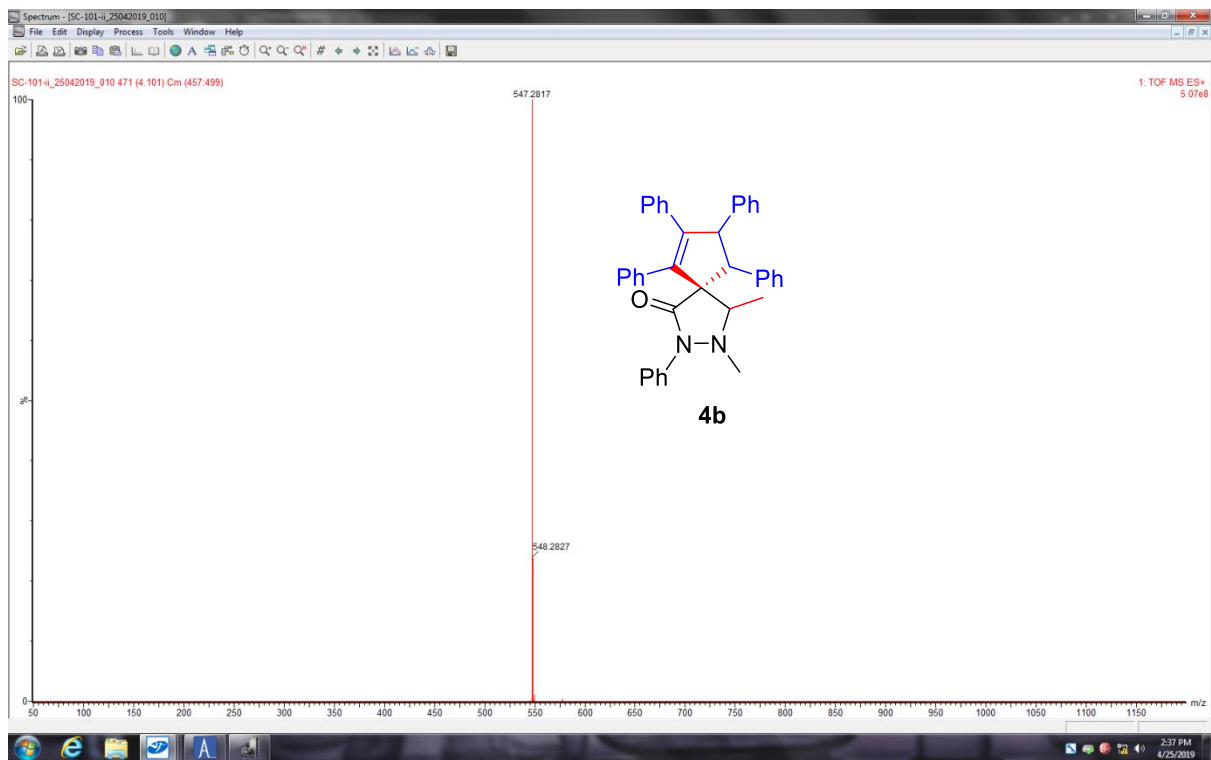 Spectrum - [SC-101-ii_25042019_010]
File Edit Display Process Tools Window Help
SC-101-ii_25042019_010 471 (4.101) Cm (457:499)
1: TOF MS ES+
5.07e8
547.2817
100
Ph Ph
Ph Ph
O
N N
Ph
4b
%
548.2827
0
50 100 150 200 250 300 350 400 450 500 550 600 650 700 750 800 850 900 950 1000 1050 1100 1150 m/z
2:37 PM
4/25/2019